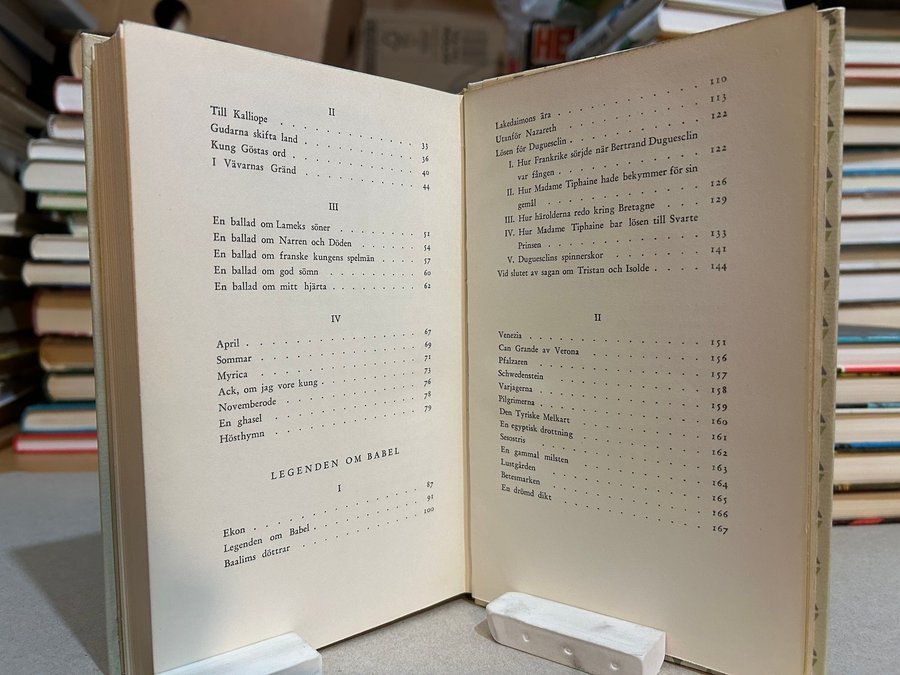 II
Till Kalliope . . . . . . . . . . 33
Gudarna skifta land . . . . . . . . 36
Kung Göstas ord . . . . . . . . . 40
I Vävarnas Gränd . . . . . . . . . 44
III
En ballad om Lameks söner . . . . . . 51
En ballad om Narren och Döden . . . . . 54
En ballad om franske kungens spelmän . . . 57
En ballad om god sömn . . . . . . . 60
En ballad om mitt hjärta . . . . . . . 62
IV
April . . . . . . . . . . . . 67
Sommar . . . . . . . . . . . 69
Myrica . . . . . . . . . . . 71
Ack, om jag vore kung . . . . . . . 73
Novemberode . . . . . . . . . . 76
En ghasel . . . . . . . . . . . 78
Hösthymn . . . . . . . . . . . 79
LEGENDEN OM BABEL
I
Ekon . . . . . . . . . . . . 87
Legenden om Babel . . . . . . . . 91
Baalims döttrar . . . . . . . . . 100
Lakedaimons ära . . . . . . . . . 110
Utanför Nazareth . . . . . . . . . 113
Lösen för Duguesclin . . . . . . . . 122
I. Hur Frankrike sörjde när Bertrand Duguesclin
var fången . . . . . . . . . 122
II. Hur Madame Tiphaine hade bekymmer för sin
gemål . . . . . . . . . . 126
III. Hur härolderna redo kring Bretagne . . . 129
IV. Hur Madame Tiphaine bar lösen till Svarte
Prinsen . . . . . . . . . . 133
V. Duguesclins spinnerskor . . . . . . 141
Vid slutet av sagan om Tristan och Isolde . . . . 144
II
Venezia . . . . . . . . . . . 151
Can Grande av Verona . . . . . . . . 156
Pfalzaren . . . . . . . . . . . 157
Schwedenstein . . . . . . . . . . 158
Varjagerna . . . . . . . . . . . 159
Pilgrimerna . . . . . . . . . . . 160
Den Tyriske Melkart . . . . . . . . 161
En egyptisk drottning . . . . . . . . 162
Sesostris . . . . . . . . . . . 163
En gammal milsten . . . . . . . . . 164
Lustgården . . . . . . . . . . . 165
Betesmarken . . . . . . . . . . 166
En drömd dikt . . . . . . . . . . 167